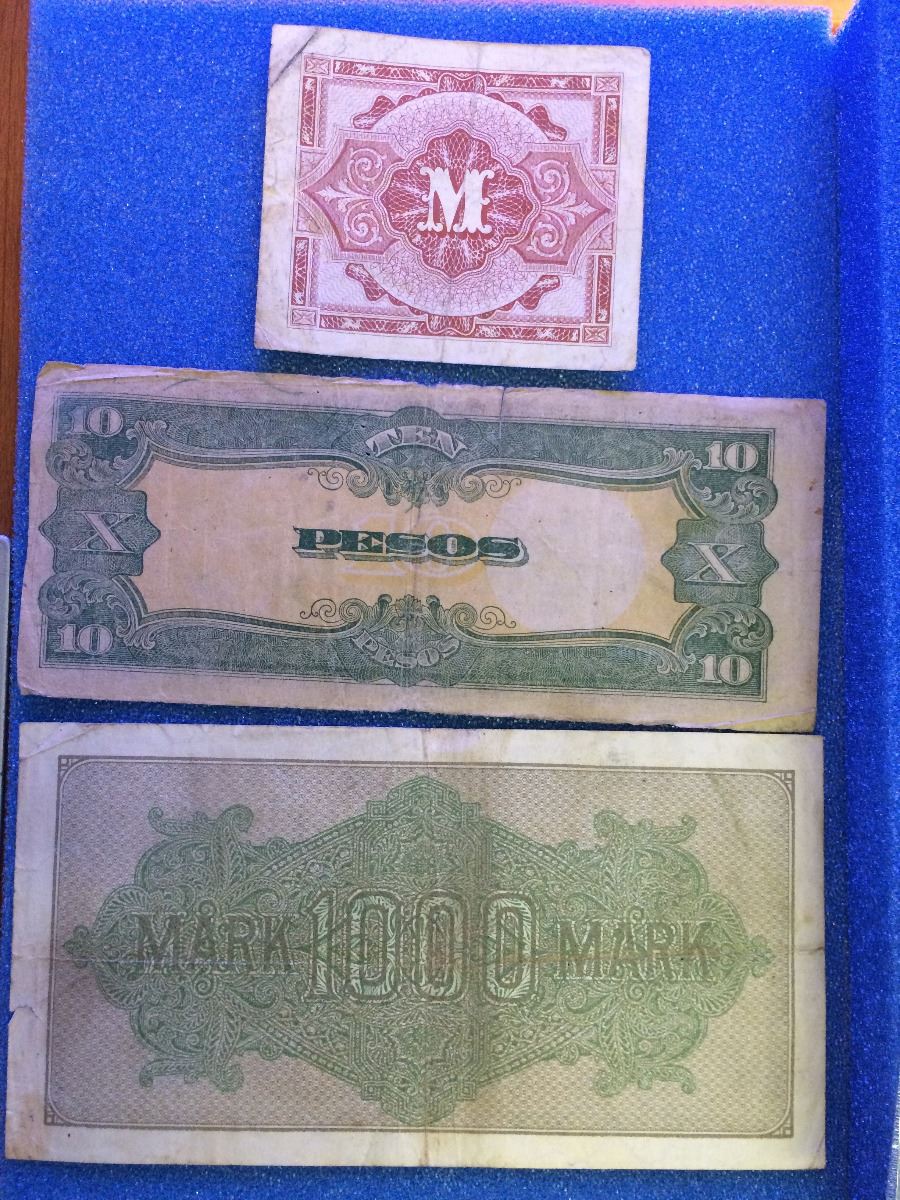 M
10 TEN 10
X PESOS X
10 PESOS 10
MARK 1000 MARK